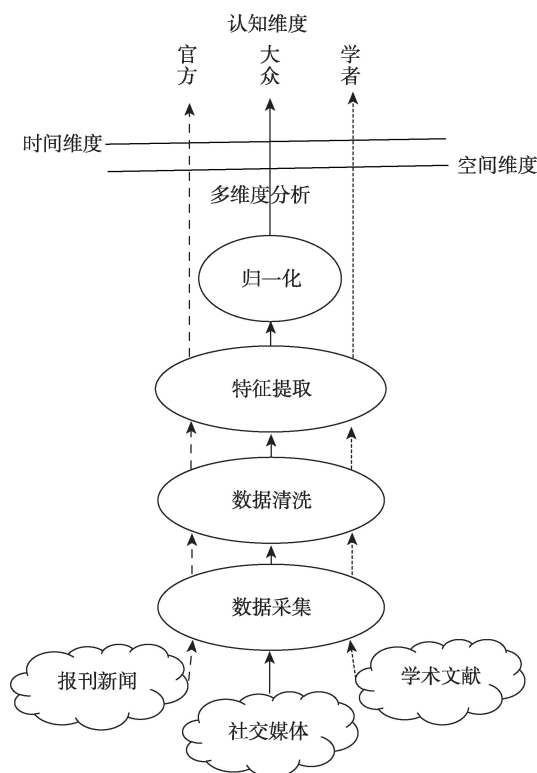 认知维度
官方
大众
学者
时间维度
空间维度
多维度分析
归一化
特征提取
数据清洗
数据采集
报刊新闻
学术文献
社交媒体